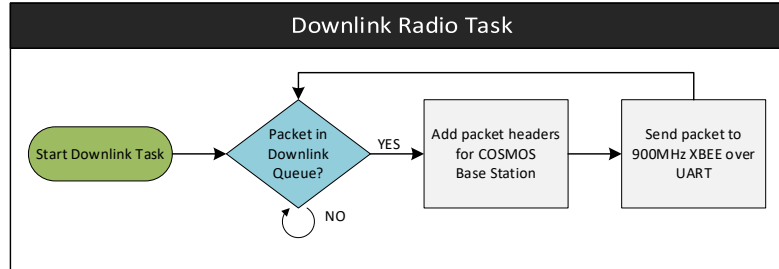 Downlink Radio Task
Start Downlink Task
Packet in
Downlink
Queue?
YES
NO
Add packet headers
for COSMOS
Base Station
Send packet to
900MHz XBEE over
UART